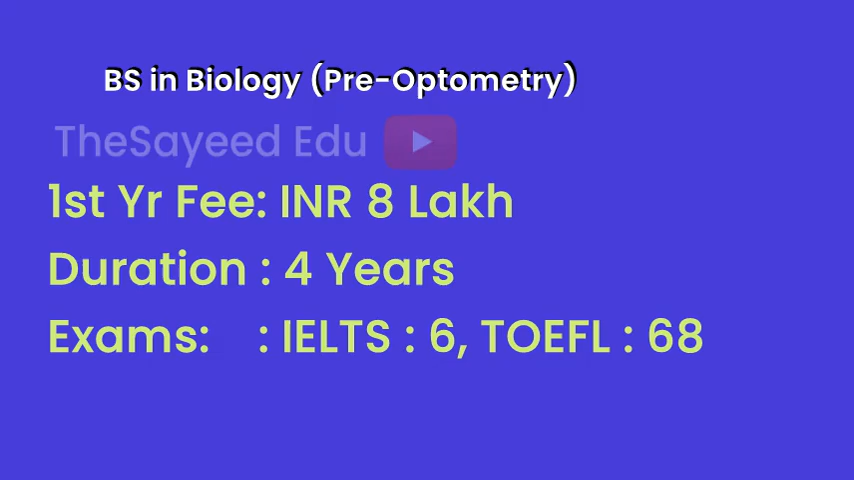 BS in Biology (Pre-Optometry)
TheSayeed Edu
1st Yr Fee: INR 8 Lakh
Duration : 4 Years
Exams: : IELTS : 6, TOEFL : 68